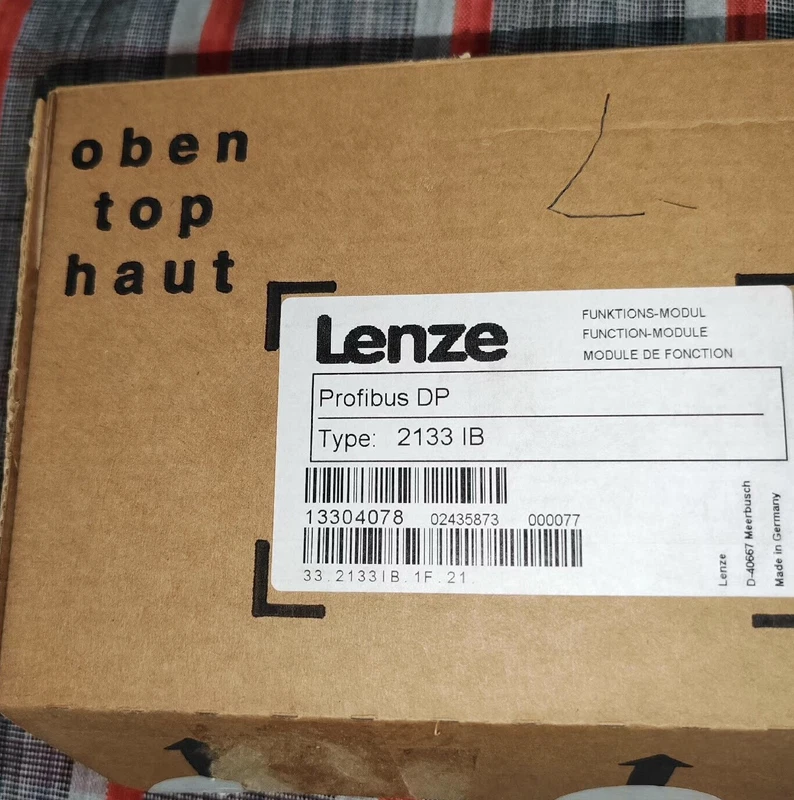 oben
top
haut
Lenze
FUNKTIONS-MODUL
FUNCTION-MODULE
MODULE DE FONCTION
Profibus DP
Type: 2133 IB
13304078 02435873 000077
33.2133IB.1F.21.
Lenze
D-40667 Meerbusch
Made in Germany